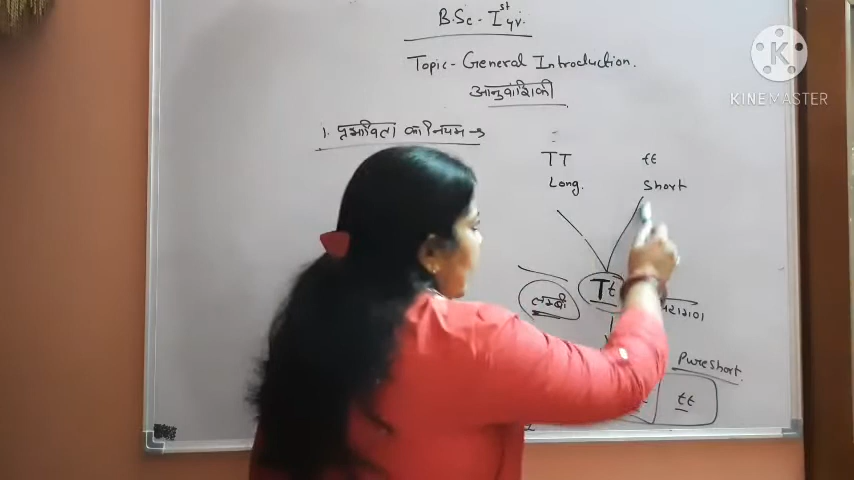 B.Sc - Ist yr.
Topic - General Introduction.
आनुवांशिकी
1. प्रभाविता का नियम →
TT tt
Long. Short
लम्बी Tt
Pure Short.
tt
KINEMASTER